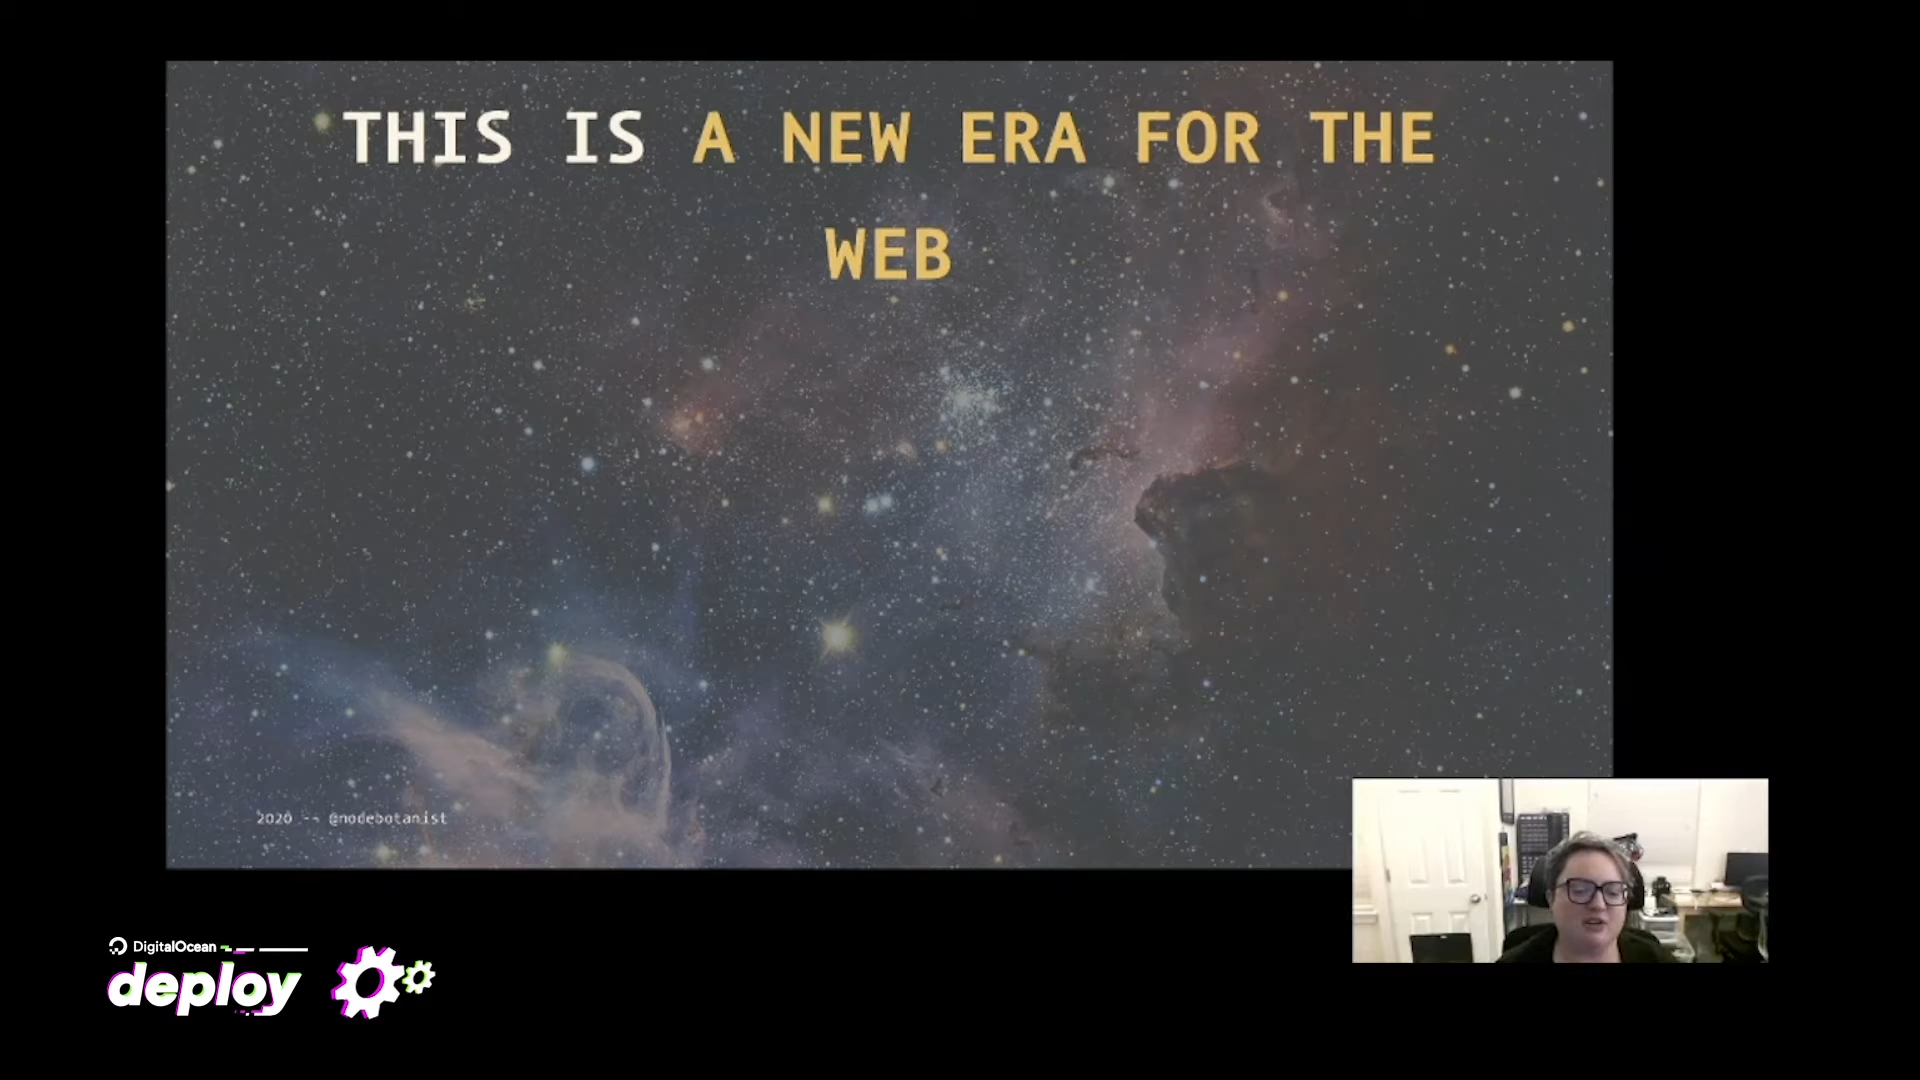 THIS IS A NEW ERA FOR THE
WEB
2020 -- @nodebotanist
DigitalOcean
deploy